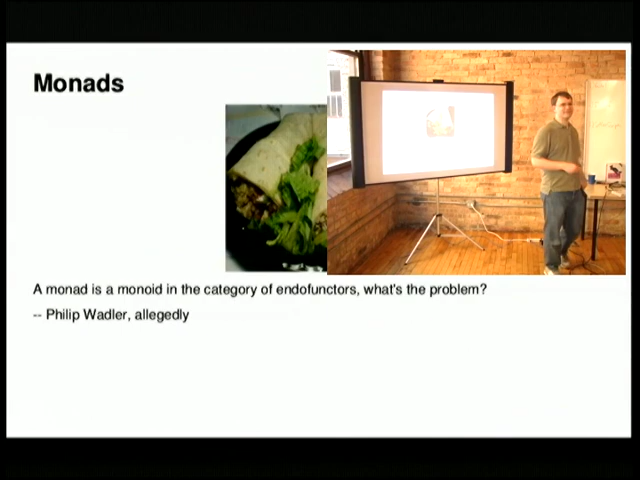 Monads
A monad is a monoid in the category of endofunctors, what's the problem?
-- Philip Wadler, allegedly